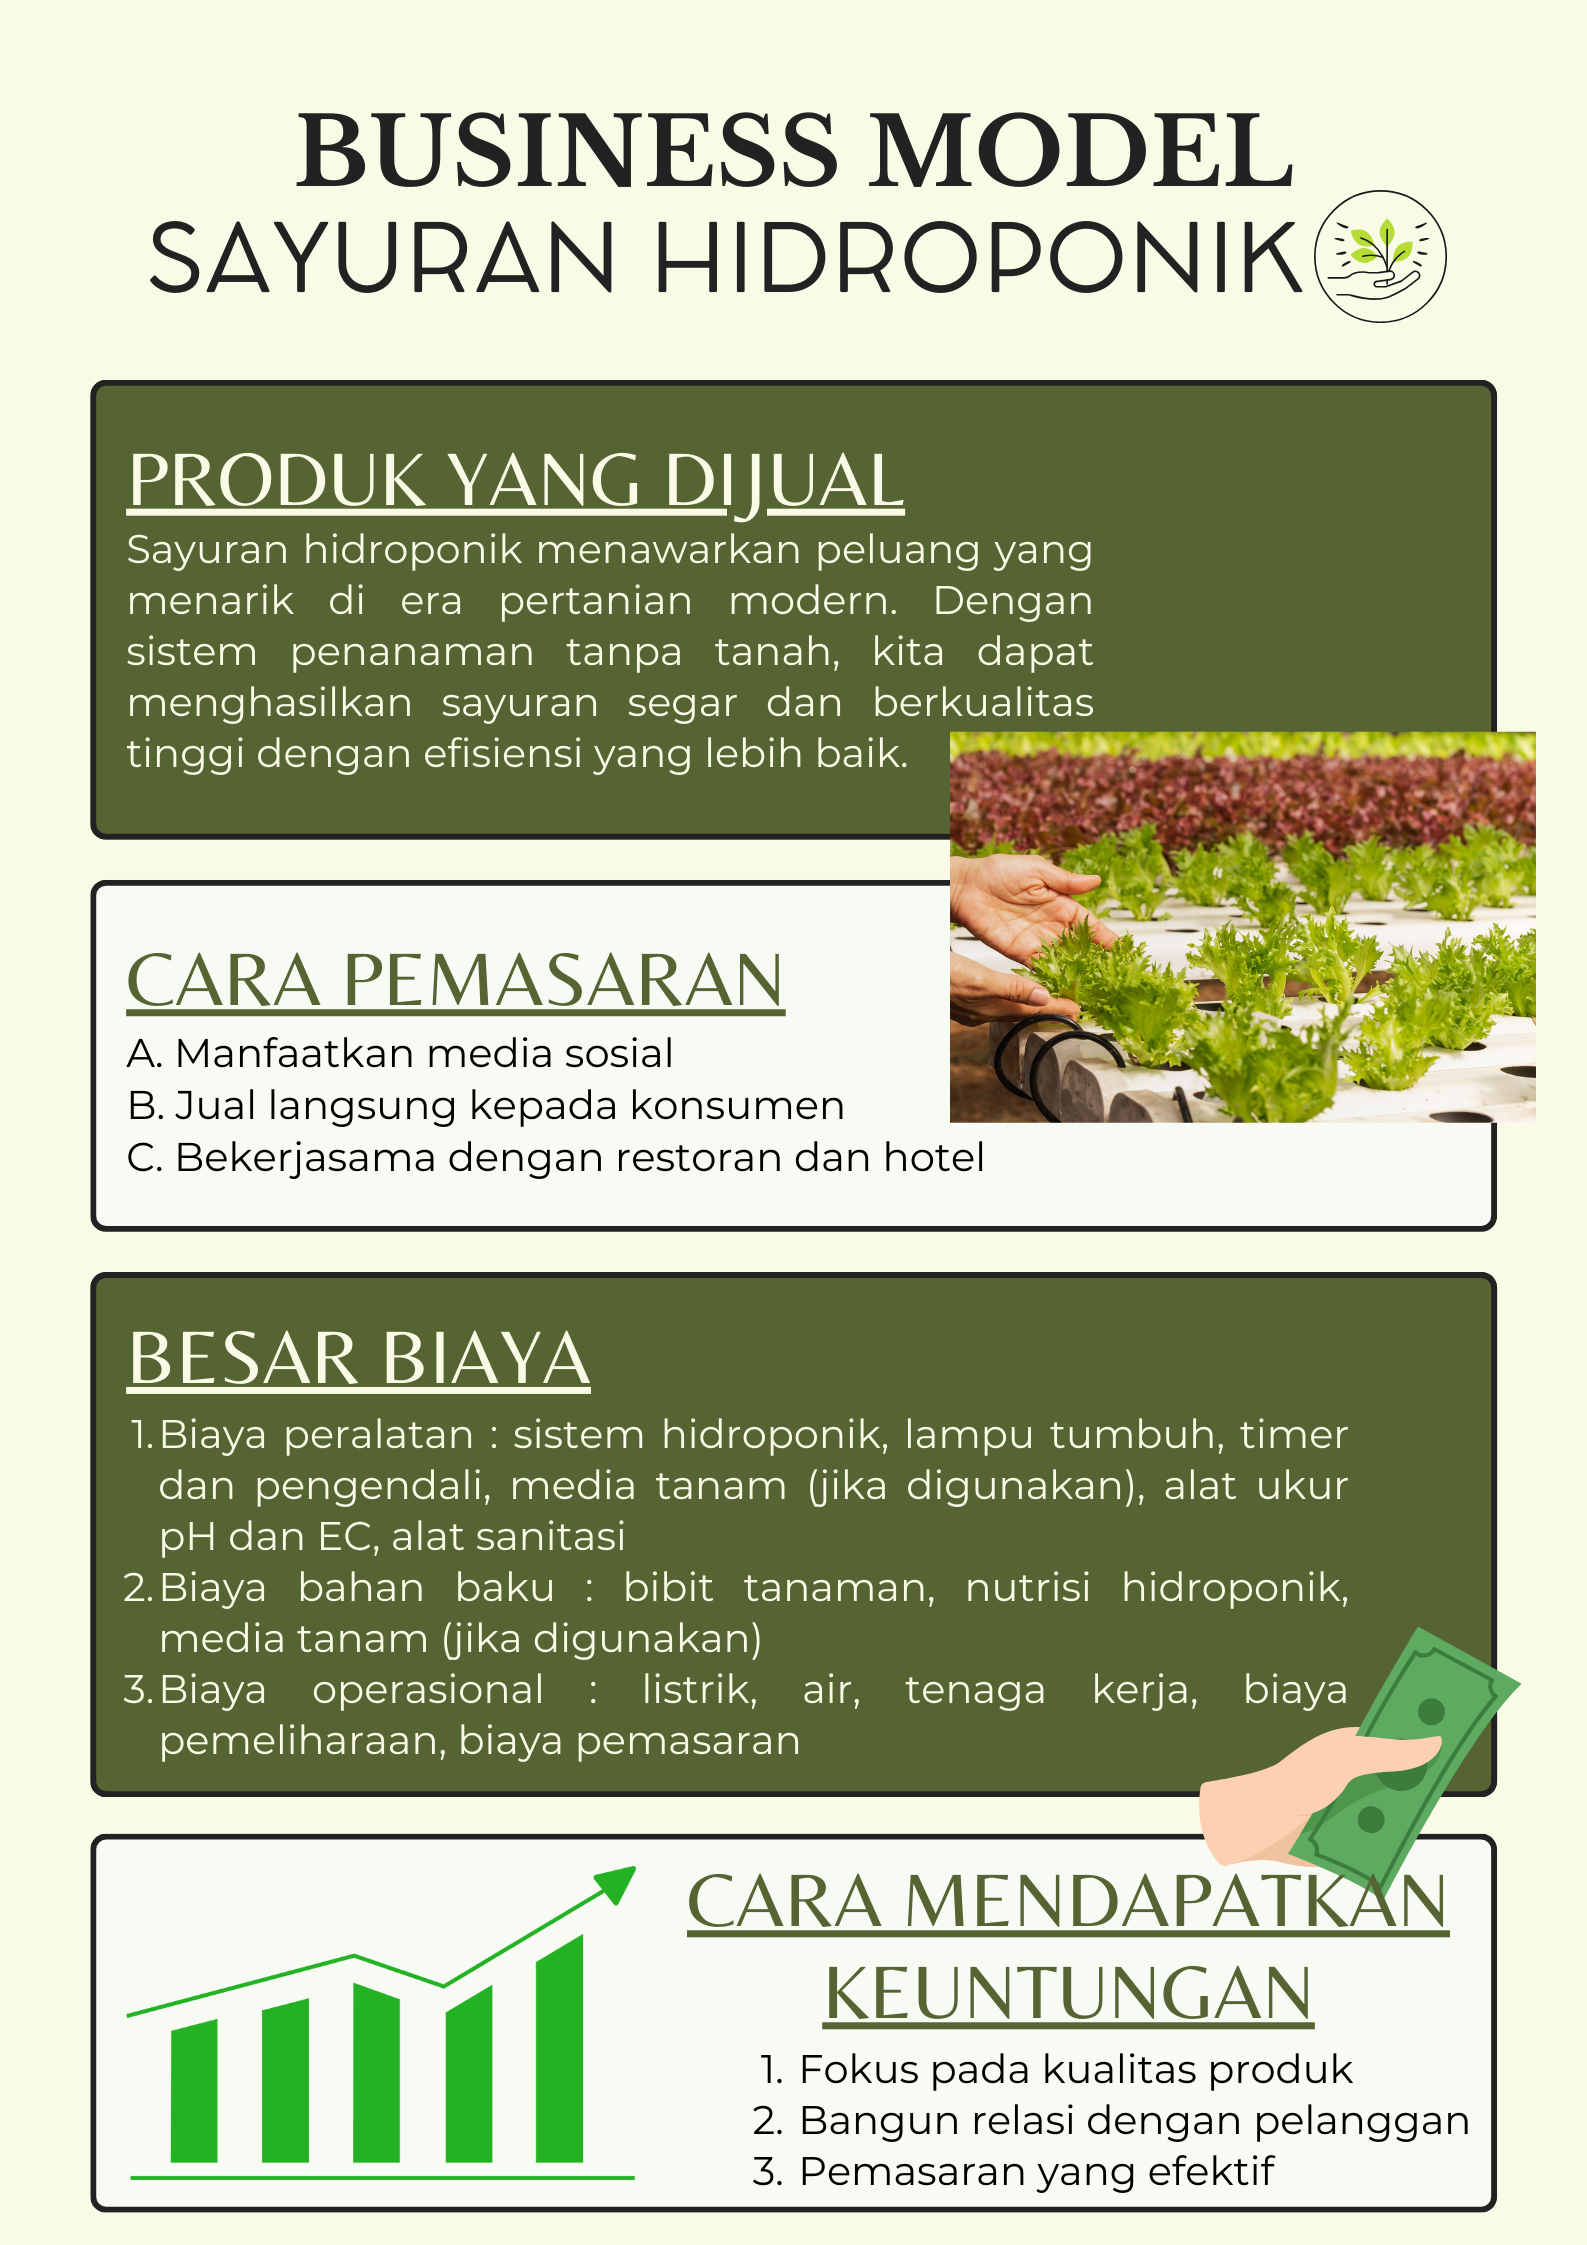 BUSINESS MODEL
SAYURAN HIDROPONIK
PRODUK YANG DIJUAL
Sayuran hidroponik menawarkan peluang yang
menarik di era pertanian modern. Dengan
sistem penanaman tanpa tanah, kita dapat
menghasilkan sayuran segar dan berkualitas
tinggi dengan efisiensi yang lebih baik.
CARA PEMASARAN
A. Manfaatkan media sosial
B. Jual langsung kepada konsumen
C. Bekerjasama dengan restoran dan hotel
BESAR BIAYA
1. Biaya peralatan : sistem hidroponik, lampu tumbuh, timer
dan pengendali, media tanam (jika digunakan), alat ukur
pH dan EC, alat sanitasi
2. Biaya bahan baku : bibit tanaman, nutrisi hidroponik,
media tanam (jika digunakan)
3. Biaya operasional : listrik, air, tenaga kerja, biaya
pemeliharaan, biaya pemasaran
CARA MENDAPATKAN
KEUNTUNGAN
1. Fokus pada kualitas produk
2. Bangun relasi dengan pelanggan
3. Pemasaran yang efektif